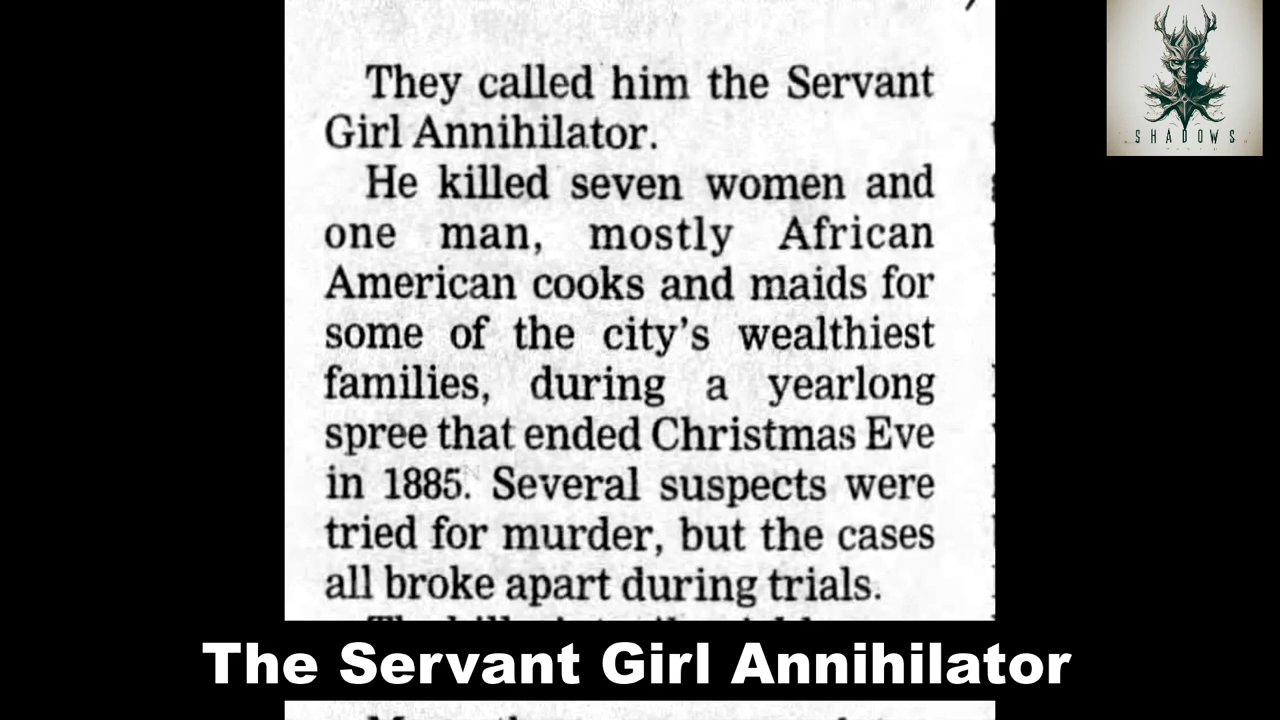 They called him the Servant
Girl Annihilator.
He killed seven women and
one man, mostly African
American cooks and maids for
some of the city's wealthiest
families, during a yearlong
spree that ended Christmas Eve
in 1885. Several suspects were
tried for murder, but the cases
all broke apart during trials.
The Servant Girl Annihilator
SHADOWS